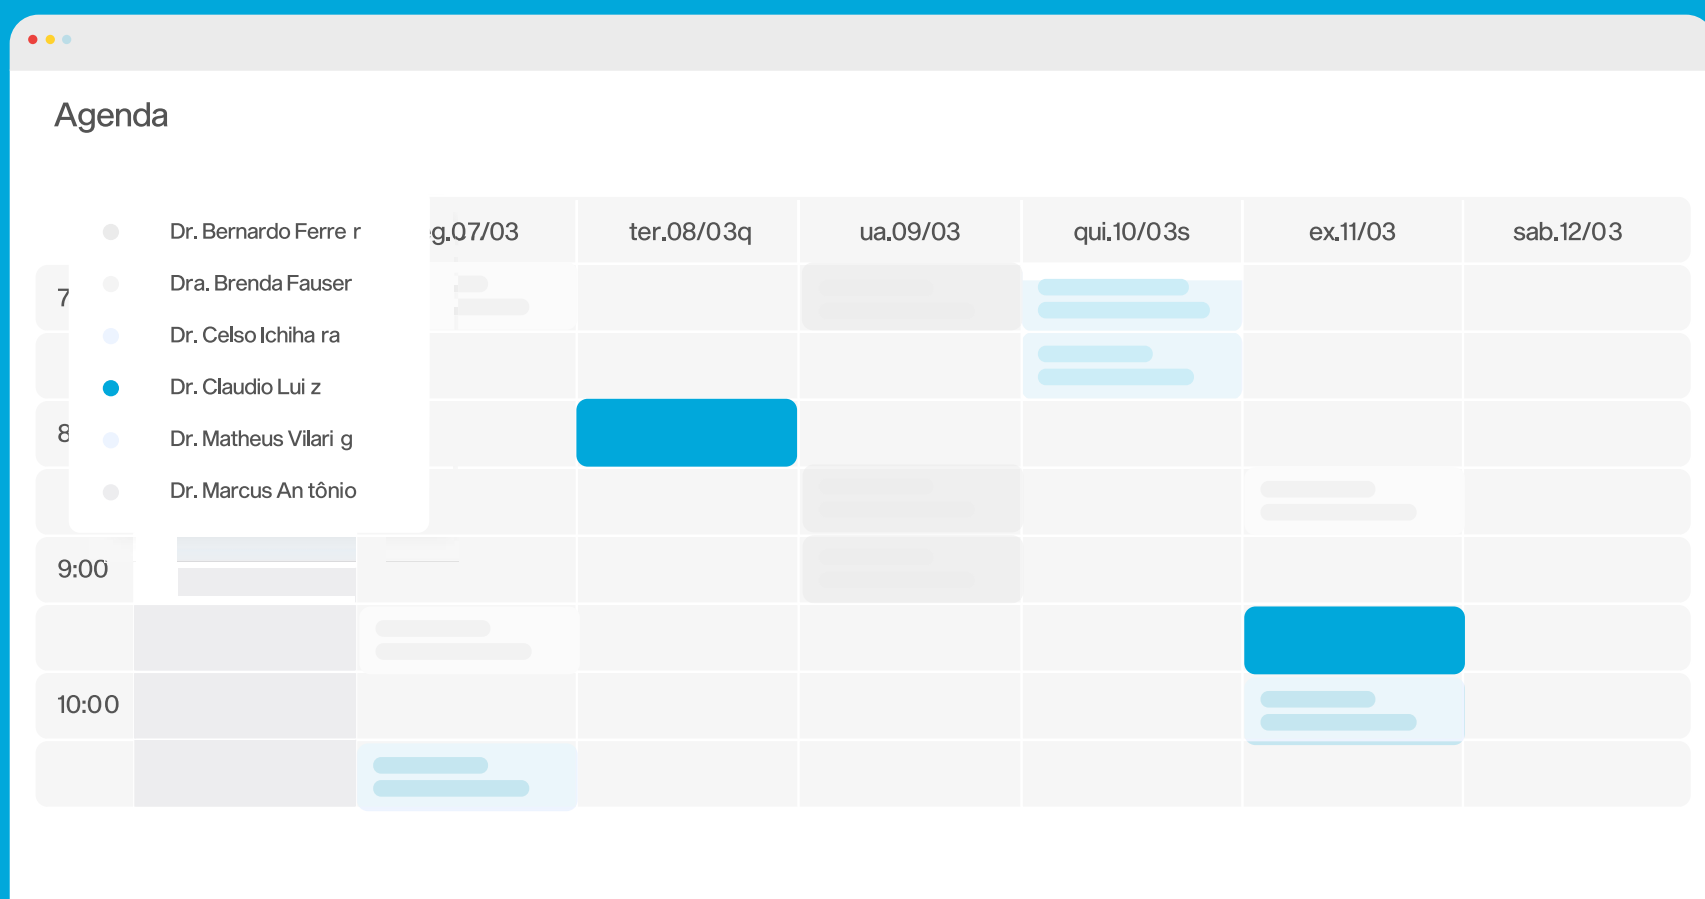 Agenda
Dr. Bernardo Ferre r
Dra. Brenda Fauser
Dr. Celso Ichiha ra
Dr. Claudio Lui z
Dr. Matheus Vilari g
Dr. Marcus An tônio
g.07/03 ter.08/03q ua.09/03 qui.10/03s ex.11/03 sab.12/03
7
8
9:00
10:00